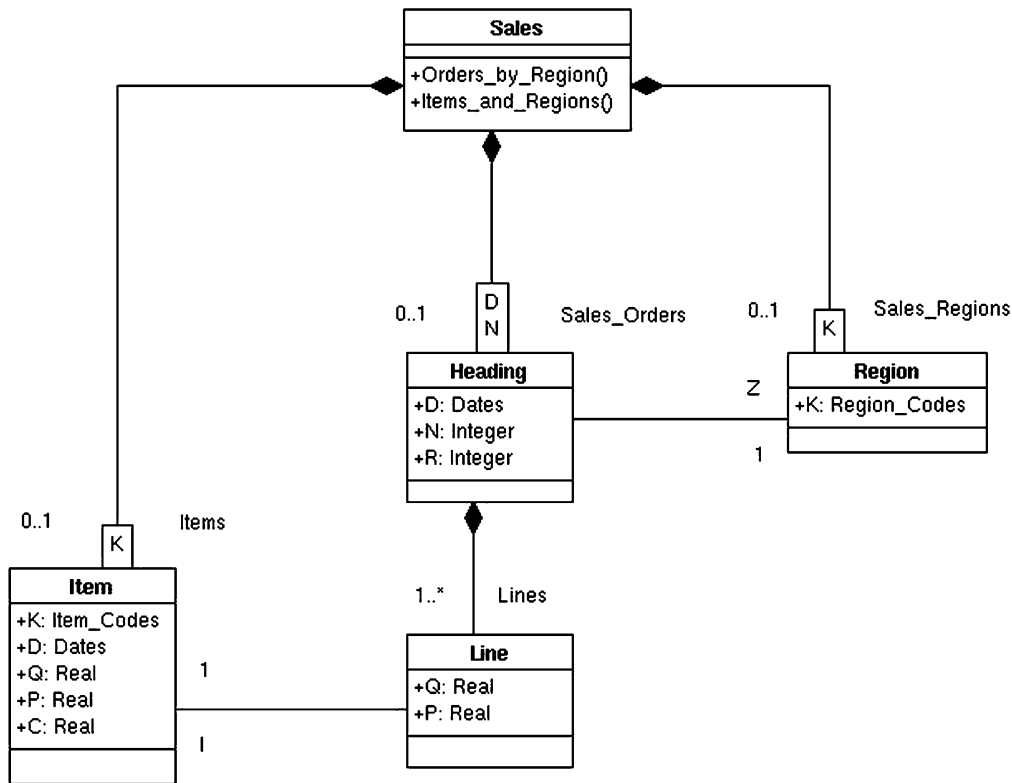 Sales
+Orders_by_Region()
+Items_and_Regions()
0..1
D
N
Sales_Orders
0..1
K
Sales_Regions
Heading
+D: Dates
+N: Integer
+R: Integer
Z
1
Region
+K: Region_Codes
0..1
K
Items
1..*
Lines
Item
+K: Item_Codes
+D: Dates
+Q: Real
+P: Real
+C: Real
1
I
Line
+Q: Real
+P: Real